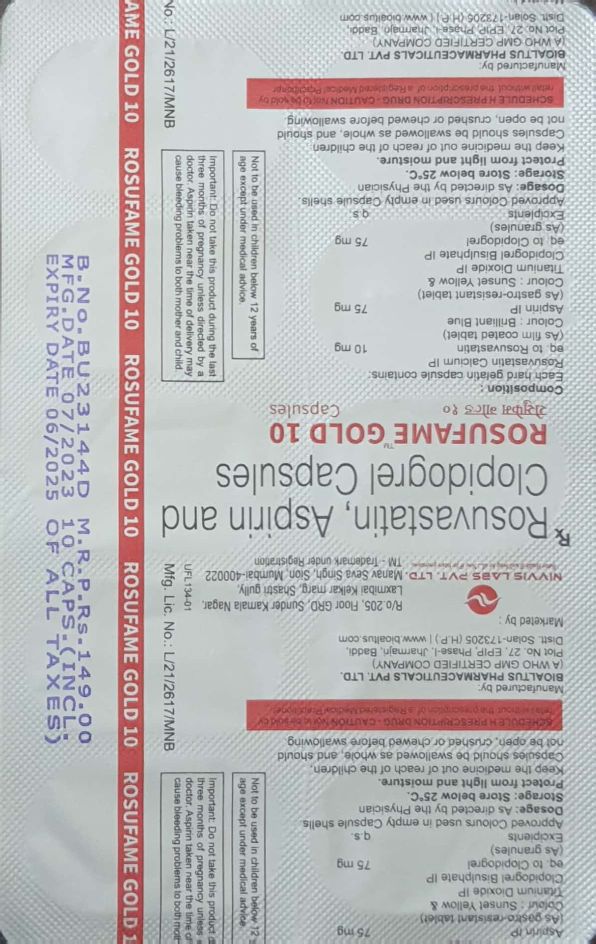 Aspirin IP 75 mg
(As gastro-resistant tablet)
Colour : Sunset Yellow &
Titanium Dioxide IP
Clopidogrel Bisulphate IP
eq. to Clopidogrel 75 mg
(As granules)
Excipients q.s.
Approved Colours used in empty Capsule shells.
Dosage: As directed by the Physician
Storage: Store below 25°C.
Protect from light and moisture.
Keep the medicine out of reach of the children.
Capsules should be swallowed as whole, and should
not be open, crushed or chewed before swallowing.
SCHEDULE H PRESCRIPTION DRUG - CAUTION Not to be sold by
retail without the prescription of a Registered Medical Practitioner
Manufactured by:
BIOALTUS PHARMACEUTICALS PVT. LTD.
(A WHO GMP CERTIFIED COMPANY)
Plot No. 27, EPIP, Phase-I, Jharmajri, Baddi,
Distt. Solan-173205 (H.P.) | www.bioaltus.com
Marketed by :
NIVVIS LABS PVT. LTD.
R/o.205, Floor GRD, Sunder Kamala Nagar,
Laxmibai Kelkar marg, Shastri gully,
Manav Seva Singh, Sion, Mumbai-400022
TM - Trademark under Registration
Not to be used in children below 12
age except under medical advice.
Important: Do not take this product
three months of pregnancy unless
doctor. Aspirin taken near the time of
cause bleeding problems to both
UFL134-01
Mfg. Lic. No.: L/21/2617/MNB
Rx Rosuvastatin, Aspirin and
Clopidogrel Capsules
ROSUFAME™ GOLD 10
रोसुफेम गोल्ड १० Capsules
Composition :
Each hard gelatin capsule contains:
Rosuvastatin Calcium IP
eq. to Rosuvastatin 10 mg
(As film coated tablet)
Colour : Brilliant Blue
Aspirin IP 75 mg
(As gastro-resistant tablet)
Colour : Sunset Yellow &
Titanium Dioxide IP
Clopidogrel Bisulphate IP
eq. to Clopidogrel 75 mg
(As granules)
Excipients q.s.
Approved Colours used in empty Capsule shells.
Dosage: As directed by the Physician
Storage: Store below 25°C.
Protect from light and moisture.
Keep the medicine out of reach of the children.
Capsules should be swallowed as whole, and should
not be open, crushed or chewed before swallowing.
SCHEDULE H PRESCRIPTION DRUG - CAUTION Not to be sold by
retail without the prescription of a Registered Medical Practitioner
Manufactured by:
BIOALTUS PHARMACEUTICALS PVT. LTD.
(A WHO GMP CERTIFIED COMPANY)
Plot No. 27, EPIP, Phase-I, Jharmajri, Baddi,
Distt. Solan-173205 (H.P.) | www.bioaltus.com
Not to be used in children below 12 years of
age except under medical advice.
Important: Do not take this product during the last
three months of pregnancy unless directed by a
doctor. Aspirin taken near the time of delivery may
cause bleeding problems to both mother and child.
No.: L/21/2617/MNB
AME GOLD 10 ROSUFAME GOLD 10 ROSUFAME GOLD 10 ROSUFAME GOLD 10 ROSUFAME GOLD 10 ROSUFAME GOLD 1
B.No.BU23144D M.R.P.Rs.149.00
MFG.DATE 07/2023 10 CAPS.(INCL.
EXPIRY DATE 06/2025 OF ALL TAXES)